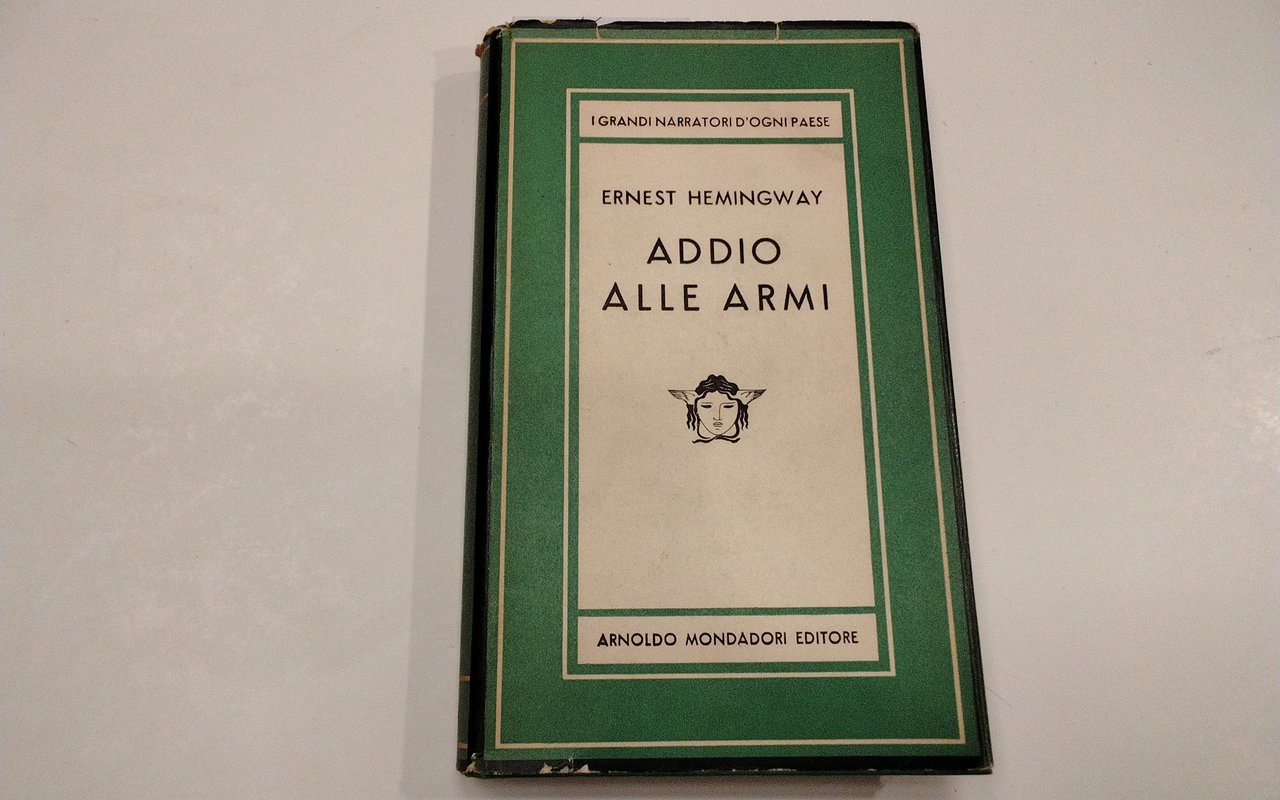 I GRANDI NARRATORI D'OGNI PAESE
ERNEST HEMINGWAY
ADDIO
ALLE ARMI
ARNOLDO MONDADORI EDITORE